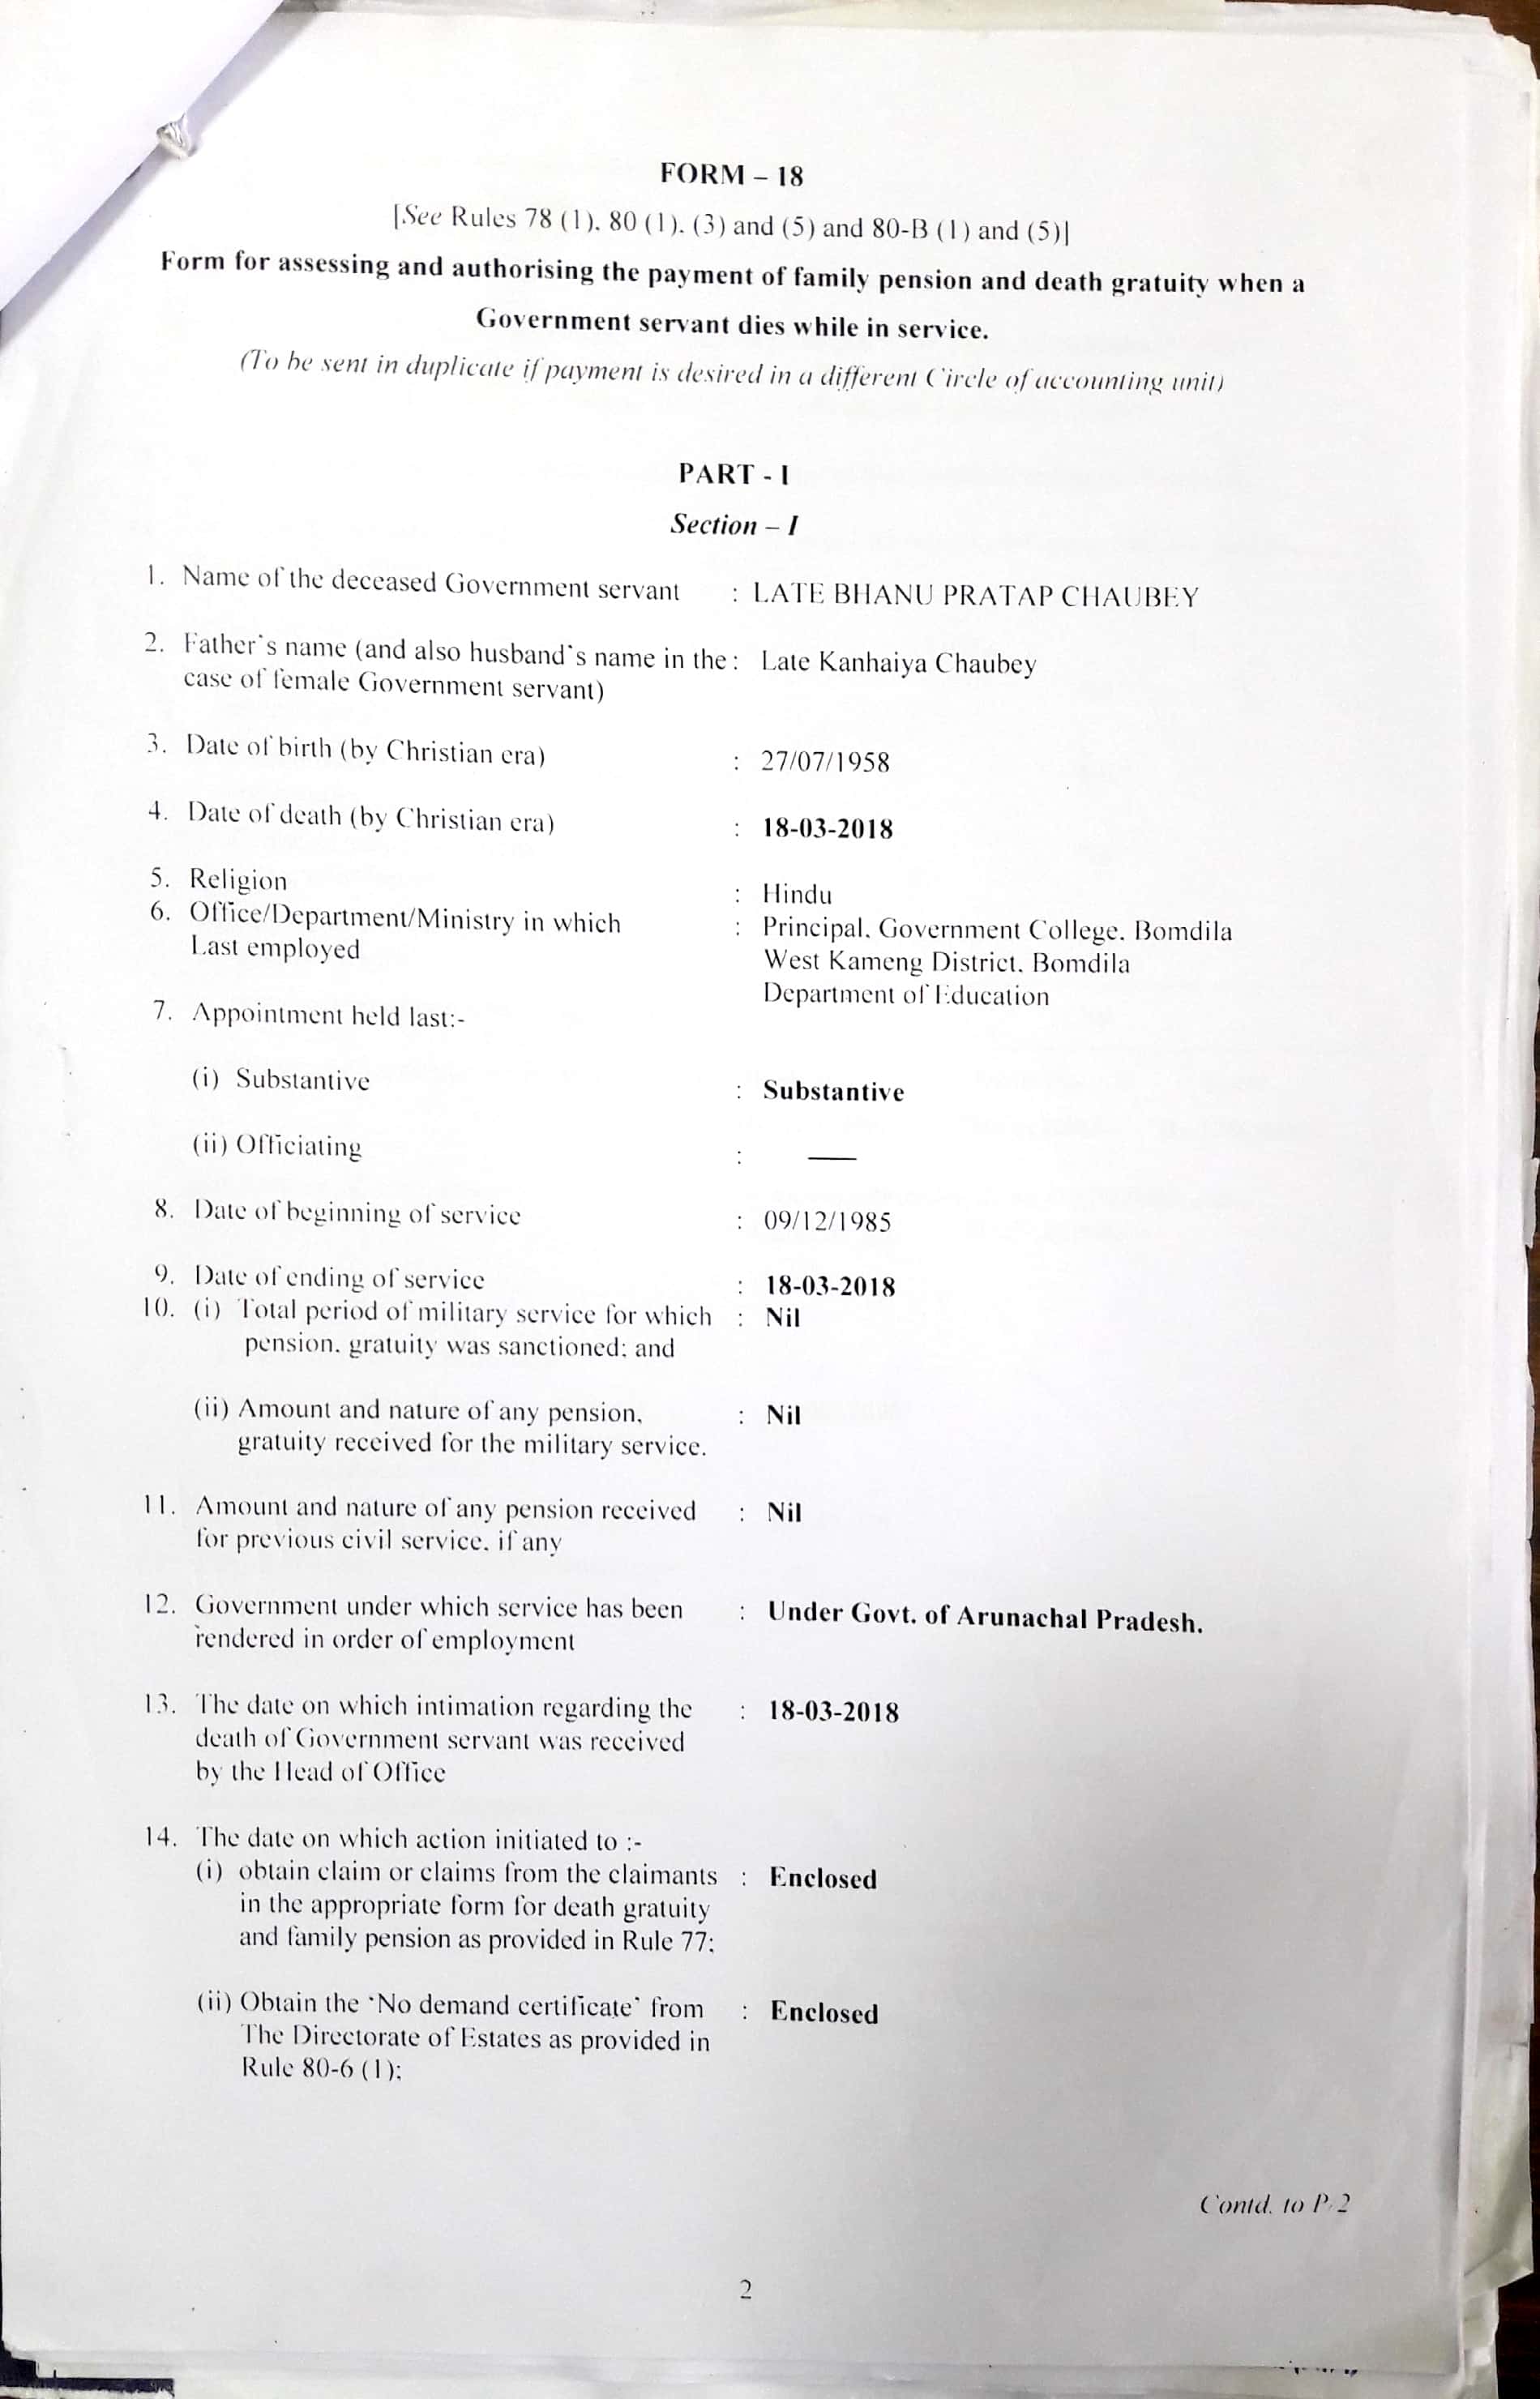 FORM – 18
[See Rules 78 (1). 80 (1). (3) and (5) and 80-B (1) and (5)]
Form for assessing and authorising the payment of family pension and death gratuity when a
Government servant dies while in service.
(To be sent in duplicate if payment is desired in a different Circle of accounting unit)
PART - I
Section – I
1. Name of the deceased Government servant : LATE BHANU PRATAP CHAUBEY
2. Father's name (and also husband's name in the : Late Kanhaiya Chaubey
case of female Government servant)
3. Date of birth (by Christian era) : 27/07/1958
4. Date of death (by Christian era) : 18-03-2018
5. Religion : Hindu
6. Office/Department/Ministry in which : Principal. Government College. Bomdila
Last employed West Kameng District. Bomdila
Department of Education
7. Appointment held last:-
(i) Substantive : Substantive
(ii) Officiating : —
8. Date of beginning of service : 09/12/1985
9. Date of ending of service : 18-03-2018
10. (i) Total period of military service for which : Nil
pension. gratuity was sanctioned: and
(ii) Amount and nature of any pension, : Nil
gratuity received for the military service.
11. Amount and nature of any pension received : Nil
for previous civil service. if any
12. Government under which service has been : Under Govt. of Arunachal Pradesh.
rendered in order of employment
13. The date on which intimation regarding the : 18-03-2018
death of Government servant was received
by the Head of Office
14. The date on which action initiated to :-
(i) obtain claim or claims from the claimants : Enclosed
in the appropriate form for death gratuity
and family pension as provided in Rule 77;
(ii) Obtain the 'No demand certificate' from : Enclosed
The Directorate of Estates as provided in
Rule 80-6 (1);
Contd. to P-2
2